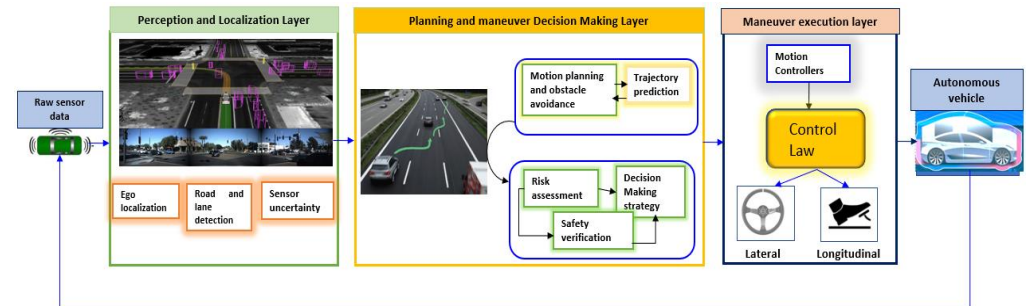 Perception and Localization Layer
Planning and maneuver Decision Making Layer
Maneuver execution layer
Raw sensor
data
Ego
localization
Road and
lane
detection
Sensor
uncertainty
Motion planning
and obstacle
avoidance
Trajectory
prediction
Risk
assessment
Decision
Making
strategy
Safety
verification
Motion
Controllers
Control
Law
Lateral
Longitudinal
Autonomous
vehicle